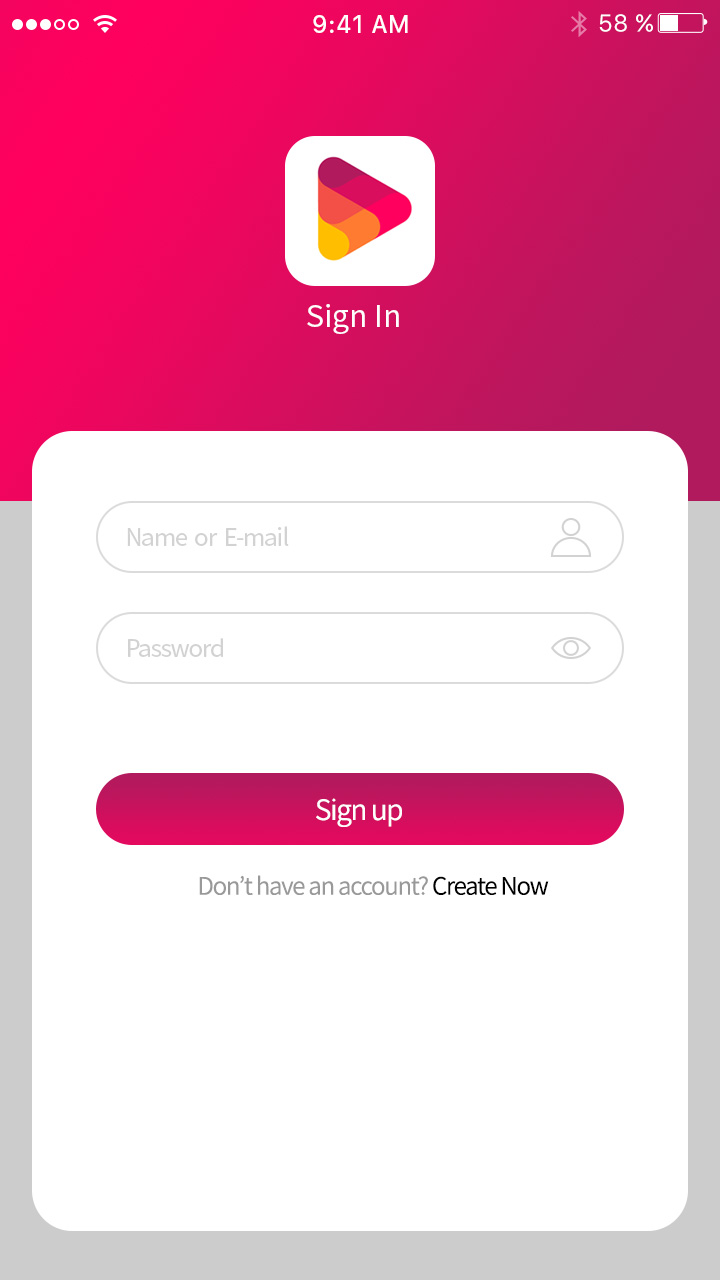 9:41 AM
58 %
Sign In
Name or E-mail
Password
Sign up
Don’t have an account? Create Now